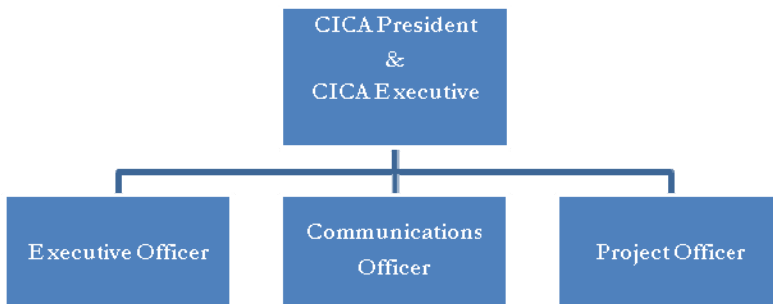 CICA President
&
CICA Executive
Executive Officer
Communications
Officer
Project Officer